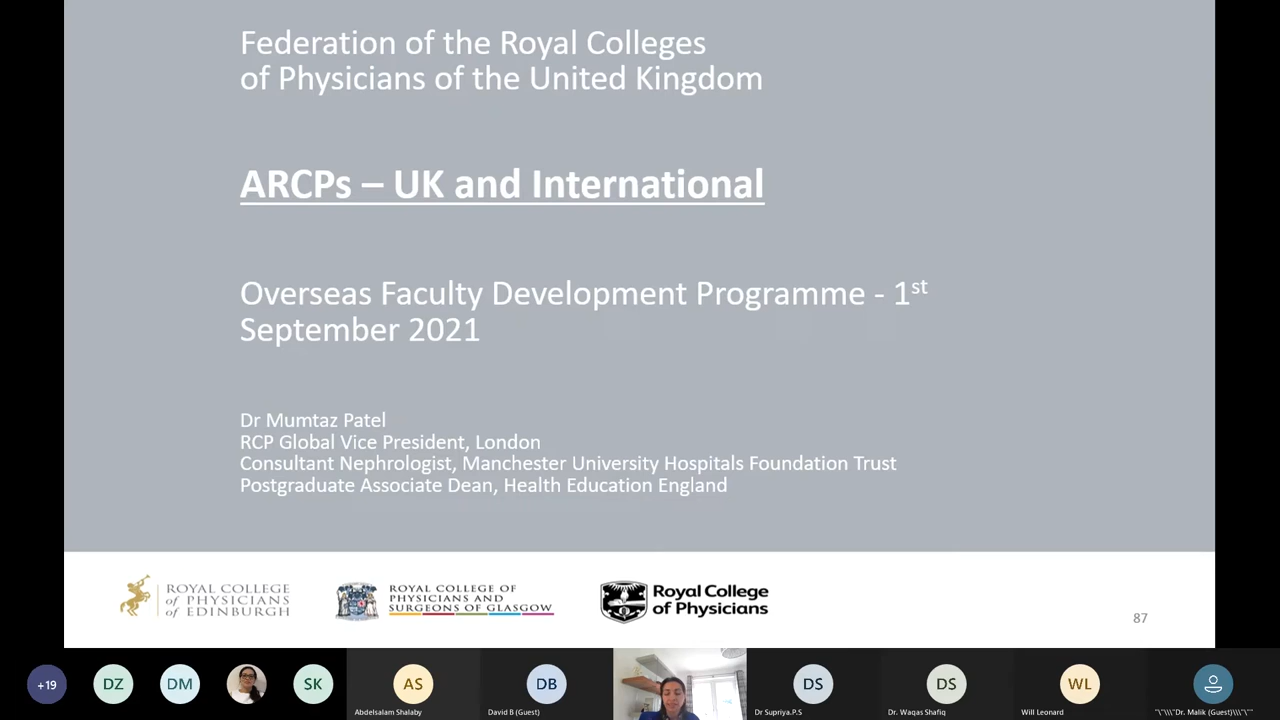 Federation of the Royal Colleges
of Physicians of the United Kingdom
ARCPs – UK and International
Overseas Faculty Development Programme - 1st
September 2021
Dr Mumtaz Patel
RCP Global Vice President, London
Consultant Nephrologist, Manchester University Hospitals Foundation Trust
Postgraduate Associate Dean, Health Education England
ROYAL COLLEGE
of PHYSICIANS
of EDINBURGH
ROYAL COLLEGE OF
PHYSICIANS AND
SURGEONS OF GLASGOW
Royal College
of Physicians
87
+19
DZ
DM
SK
AS
DB
DS
DS
WL
Abdelsalam Shalaby
David B (Guest)
Dr Supriya.P.S
Dr. Waqas Shafiq
Will Leonard
"\"\\\"Dr. Malik (Guest)\\\"\""